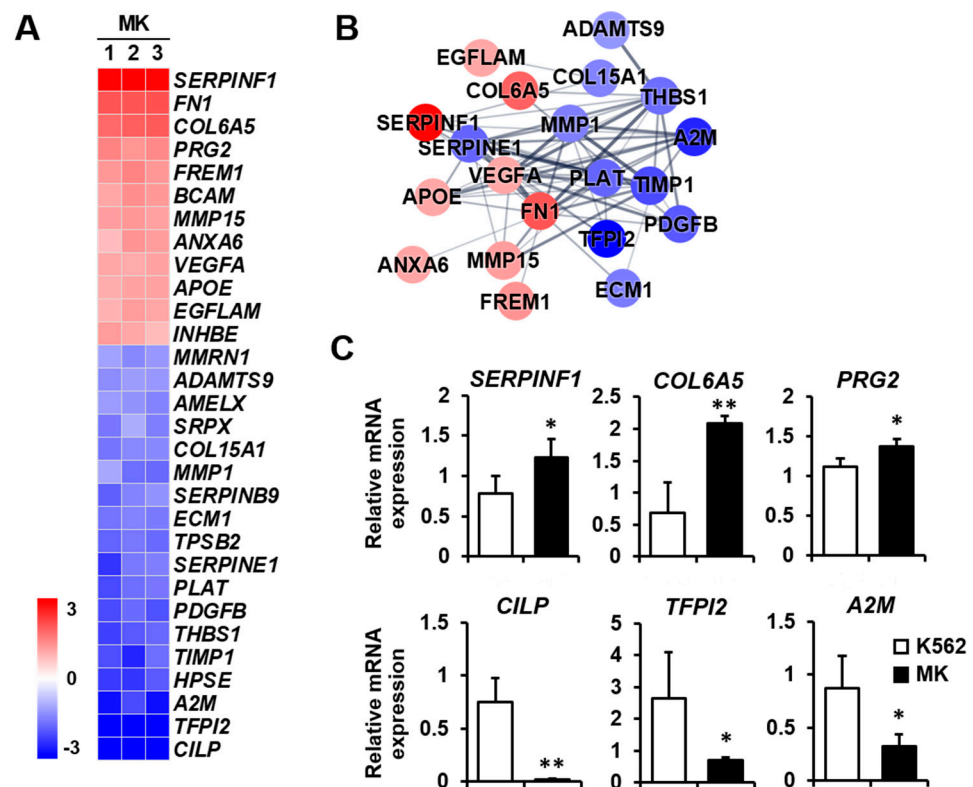 A
MK
1 2 3
SERPINF1
FN1
COL6A5
PRG2
FREM1
BCAM
MMP15
ANXA6
VEGFA
APOE
EGFLAM
INHBE
MMRN1
ADAMTS9
AMELX
SRPX
COL15A1
MMP1
SERPINB9
ECM1
TPSB2
SERPINE1
PLAT
PDGFB
THBS1
TIMP1
HPSE
A2M
TFPI2
CILP
3
0
-3
B
ADAMTS9
EGFLAM
COL15A1
COL6A5
THBS1
SERPINF1
MMP1
A2M
SERPINE1
VEGFA
PLAT
TIMP1
APOE
FN1
PDGFB
TFPI2
ANXA6
MMP15
ECM1
FREM1
C
SERPINF1
Relative mRNA
expression
2
1.5
1
0.5
0
*
COL6A5
2.5
2
1.5
1
0.5
0
**
PRG2
2
1.5
1
0.5
0
*
CILP
Relative mRNA
expression
1.5
1
0.5
0
**
TFPI2
5
4
3
2
1
0
*
A2M
1.5
1
0.5
0
*
K562
MK